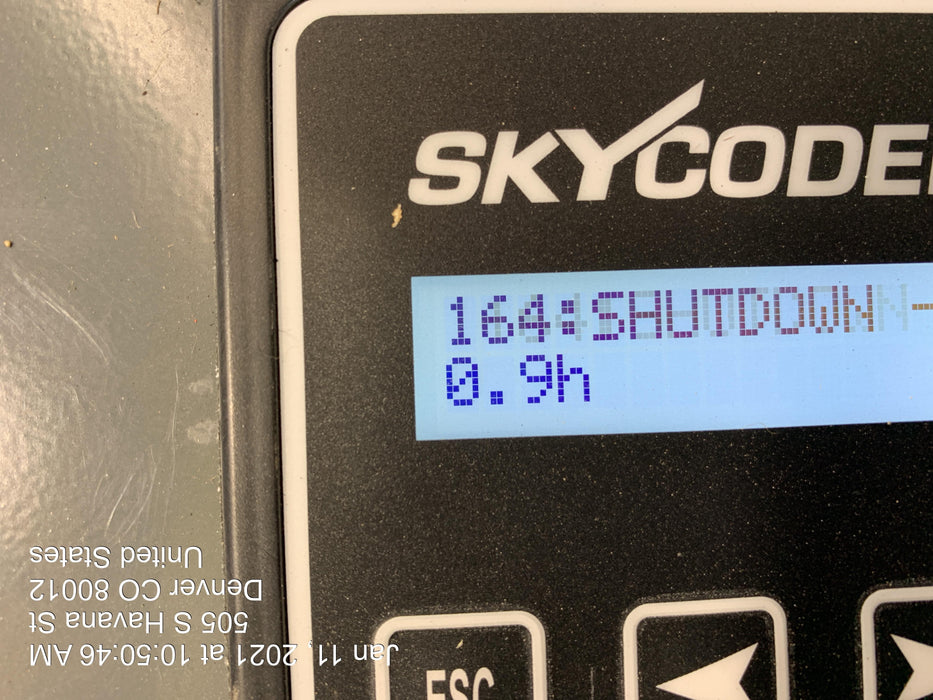 SKYCODE
164:SHUTDOWN -
0.9h
ESC
Jan 11, 2021 at 10:50:46 AM
505 S Havana St
Denver CO 80012
United States